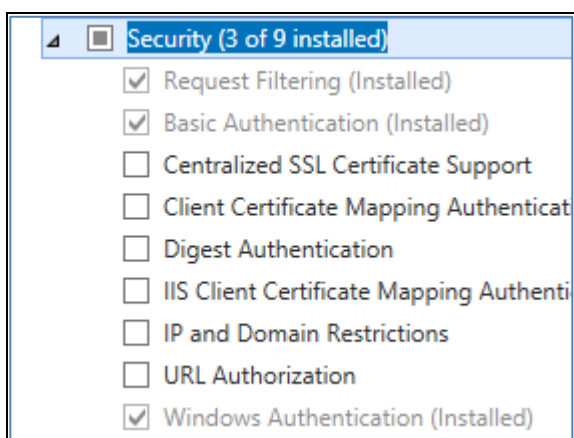 Security (3 of 9 installed)
Request Filtering (Installed)
Basic Authentication (Installed)
Centralized SSL Certificate Support
Client Certificate Mapping Authenticat
Digest Authentication
IIS Client Certificate Mapping Authenti
IP and Domain Restrictions
URL Authorization
Windows Authentication (Installed)